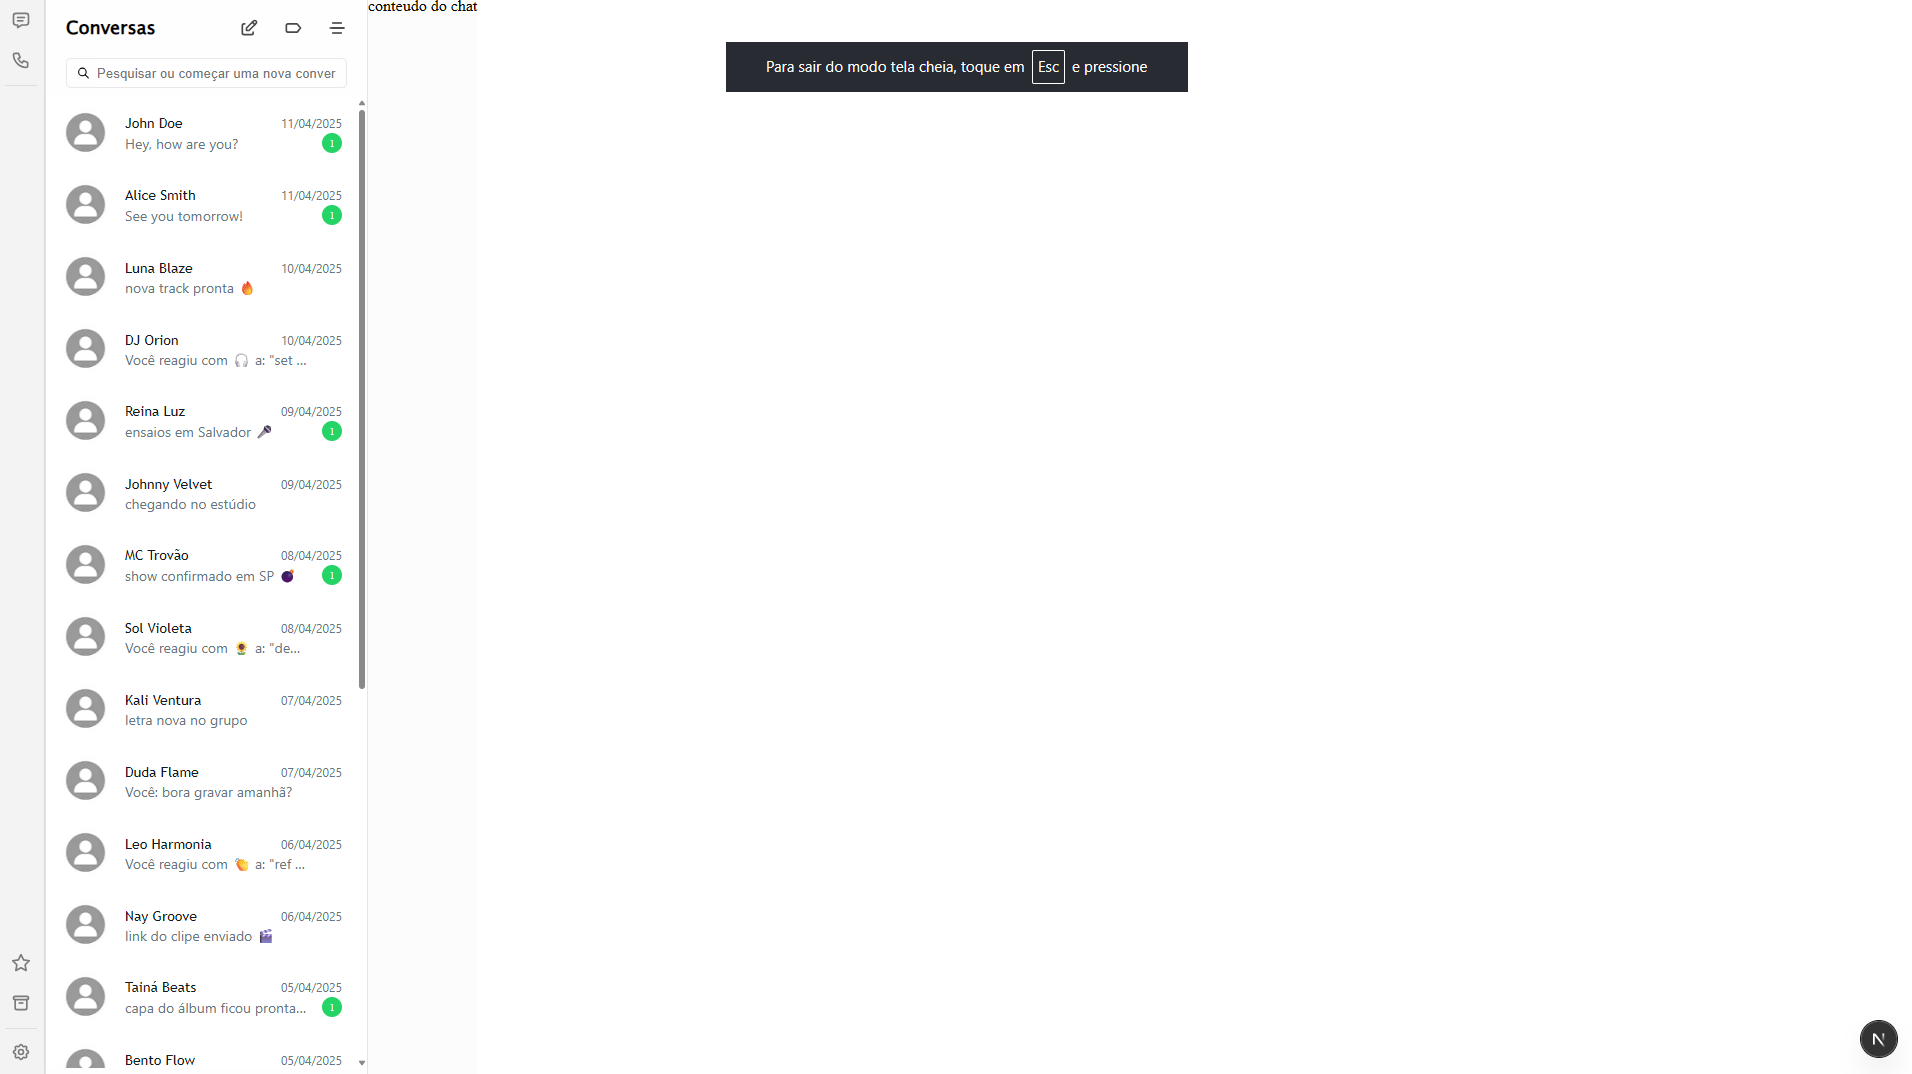 Conversas
conteudo do chat
Para sair do modo tela cheia, toque em Esc e pressione
Pesquisar ou começar uma nova conver
John Doe 11/04/2025
Hey, how are you? 1
Alice Smith 11/04/2025
See you tomorrow! 1
Luna Blaze 10/04/2025
nova track pronta 🔥
DJ Orion 10/04/2025
Você reagiu com 🎧 a: "set ...
Reina Luz 09/04/2025
ensaios em Salvador 🎤 1
Johnny Velvet 09/04/2025
chegando no estúdio
MC Trovão 08/04/2025
show confirmado em SP 💣 1
Sol Violeta 08/04/2025
Você reagiu com 🌻 a: "de...
Kali Ventura 07/04/2025
letra nova no grupo
Duda Flame 07/04/2025
Você: bora gravar amanhã?
Leo Harmonia 06/04/2025
Você reagiu com 👏 a: "ref ...
Nay Groove 06/04/2025
link do clipe enviado 🎬
Tainá Beats 05/04/2025
capa do álbum ficou pronta... 1
Bento Flow 05/04/2025
N